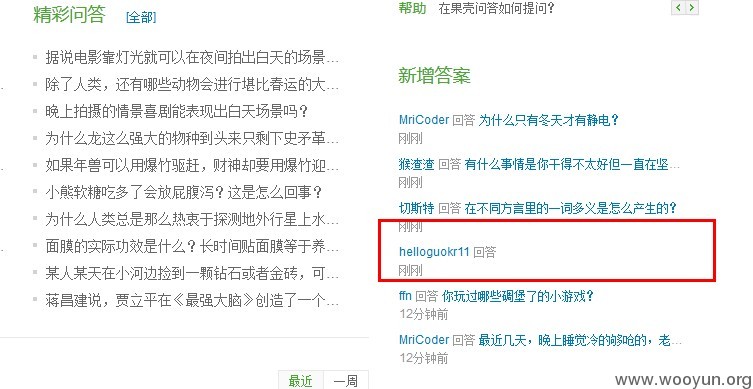 精彩问答 [全部]
据说电影靠灯光就可以在夜间拍出白天的场景…
除了人类，还有哪些动物会进行堪比春运的大…
晚上拍摄的情景喜剧能表现出白天场景吗？
为什么龙这么强大的物种到头来只剩下史矛革…
如果年兽可以用爆竹驱赶，财神却要用爆竹迎…
小熊软糖吃多了会放屁腹泻？这是怎么回事？
为什么人类总是那么热衷于探测地外行星上水…
面膜的实际功效是什么？长时间贴面膜等于养…
某人某天在小河边捡到一颗钻石或者金砖，可…
蒋昌建说，贾立平在《最强大脑》创造了一个…
最近 一周
帮助 在果壳问答如何提问？
新增答案
MriCoder 回答 为什么只有冬天才有静电？
刚刚
猴渣渣 回答 有什么事情是你干得不太好但一直在坚…
刚刚
切斯特 回答 在不同方言里的一词多义是怎么产生的？
刚刚
helloguokr11 回答
刚刚
ffn 回答 你玩过哪些碉堡了的小游戏？
12分钟前
MriCoder 回答 最近几天，晚上睡觉冷的哆嗦的，老…
12分钟前
www.wooyun.org